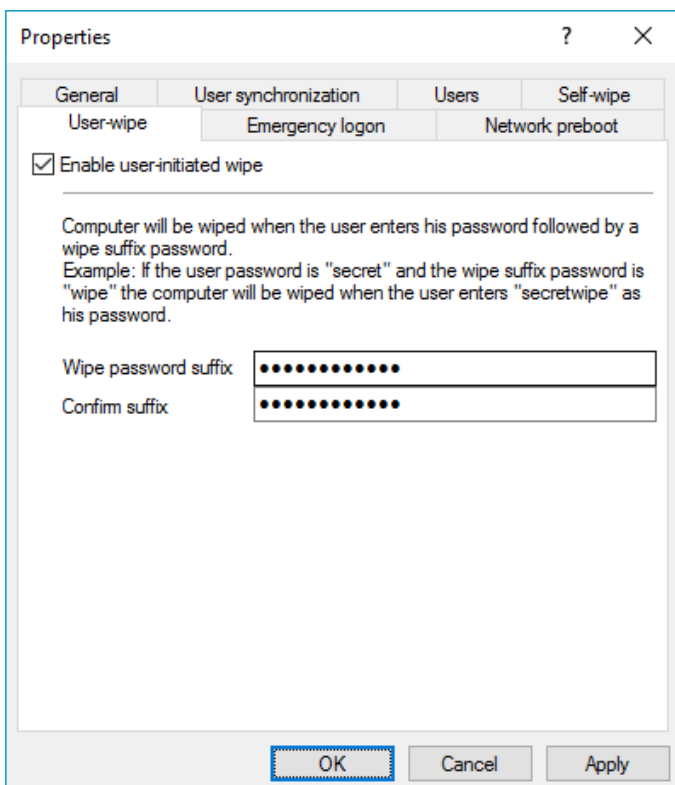 Properties
?
General
User synchronization
Users
Self-wipe
User-wipe
Emergency logon
Network preboot
Enable user-initiated wipe
Computer will be wiped when the user enters his password followed by a
wipe suffix password.
Example: If the user password is "secret" and the wipe suffix password is
"wipe" the computer will be wiped when the user enters "secretwipe" as
his password.
Wipe password suffix ●●●●●●●●●●●●
Confirm suffix ●●●●●●●●●●●●
OK
Cancel
Apply